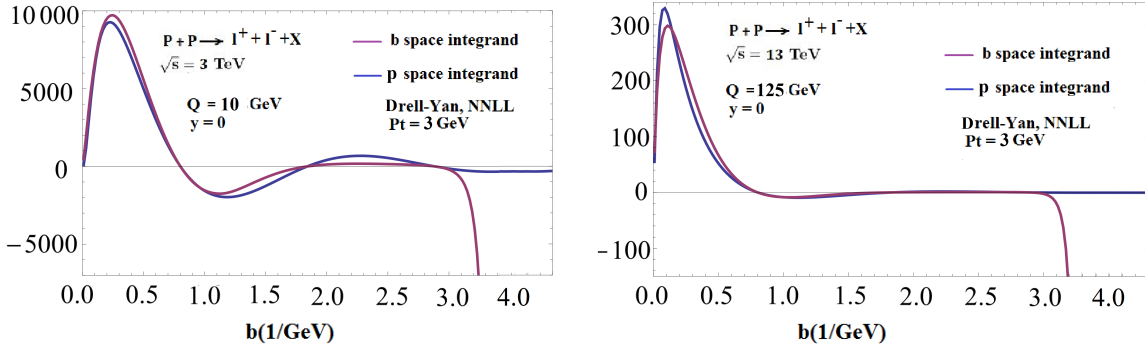 10 000
5000
0
−5000
P + P → l⁺ + l⁻ + X
√s = 3 TeV
Q = 10 GeV
y = 0
b space integrand
p space integrand
Drell-Yan, NNLL
Pt = 3 GeV
0.0 0.5 1.0 1.5 2.0 2.5 3.0 4.0
b(1/GeV)
300
200
100
0
−100
P + P → l⁺ + l⁻ + X
√s = 13 TeV
Q = 125 GeV
y = 0
b space integrand
p space integrand
Drell-Yan, NNLL
Pt = 3 GeV
0.0 0.5 1.0 1.5 2.0 2.5 3.0 4.0
b(1/GeV)